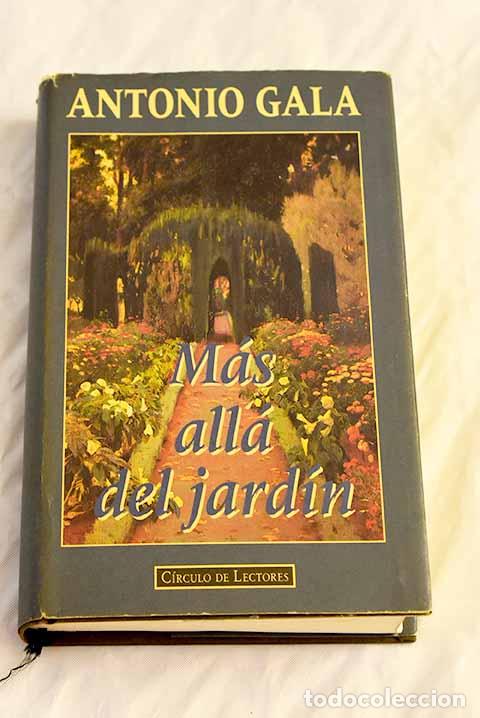 ANTONIO GALA
Más
allá
del jardín
CÍRCULO DE LECTORES
todocoleccion